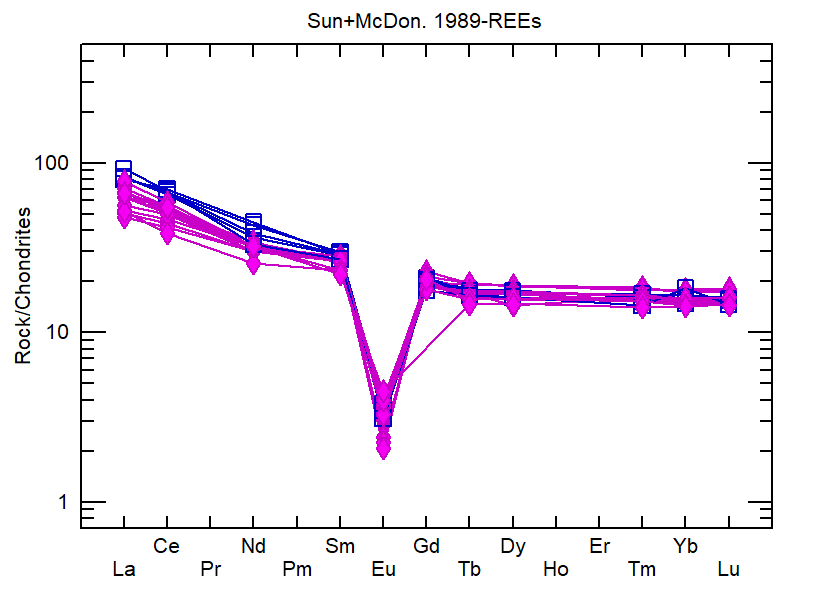 Sun+McDon. 1989-REEs
Rock/Chondrites
100
10
1
Ce Nd Sm Gd Dy Er Yb
La Pr Pm Eu Tb Ho Tm Lu